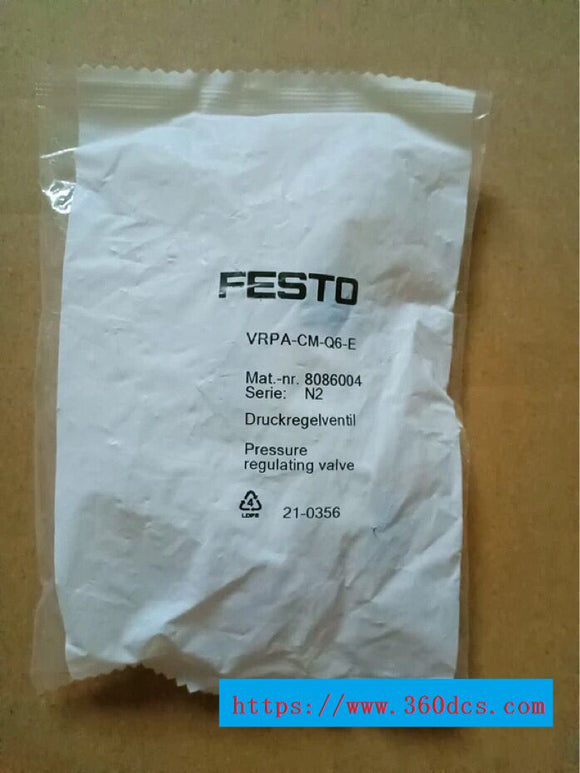 FESTO
VRPA-CM-Q6-E
Mat.-nr. 8086004
Serie: N2
Druckregelventil
Pressure
regulating valve
4
LDPE
21-0356
https://www.360dcs.com